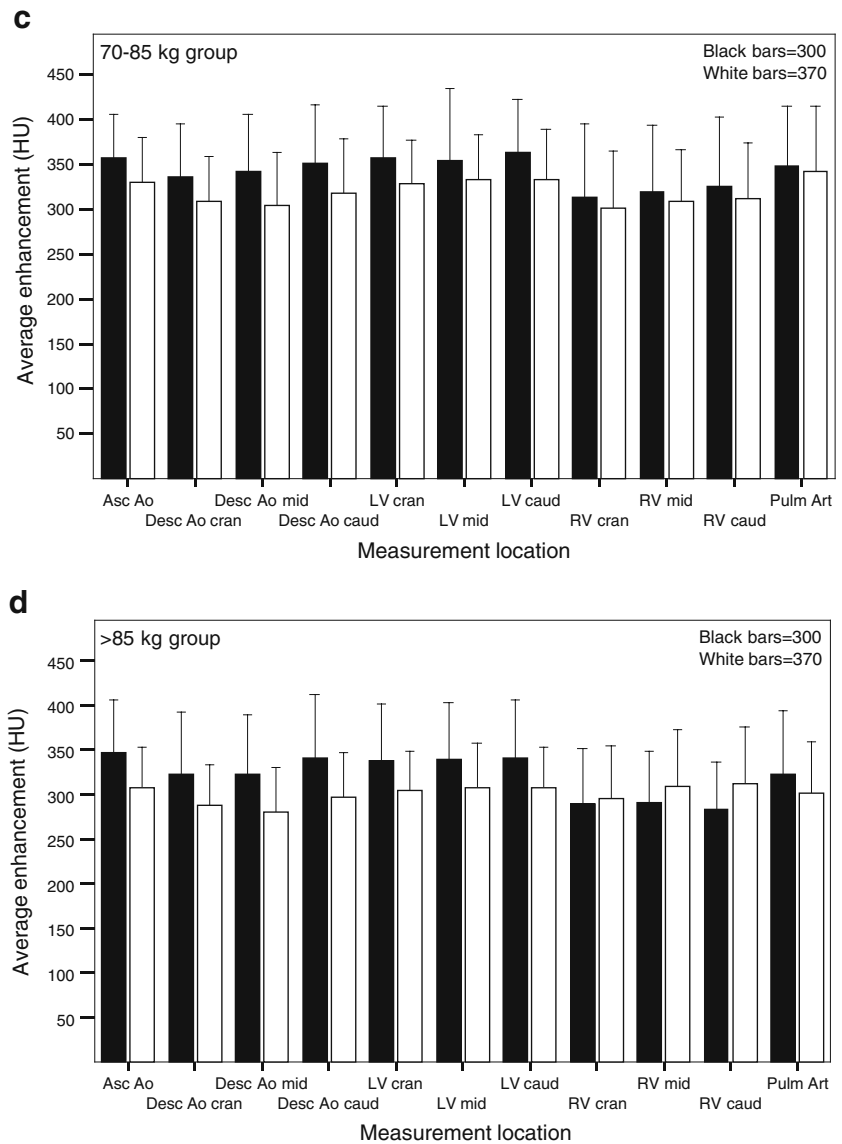 c
70-85 kg group
Black bars=300
White bars=370
Average enhancement (HU)
450
400
350
300
250
200
150
100
50
Asc Ao
Desc Ao cran
Desc Ao mid
Desc Ao caud
LV cran
LV mid
LV caud
RV cran
RV mid
RV caud
Pulm Art
Measurement location
d
>85 kg group
Black bars=300
White bars=370
Average enhancement (HU)
450
400
350
300
250
200
150
100
50
Asc Ao
Desc Ao cran
Desc Ao mid
Desc Ao caud
LV cran
LV mid
LV caud
RV cran
RV mid
RV caud
Pulm Art
Measurement location